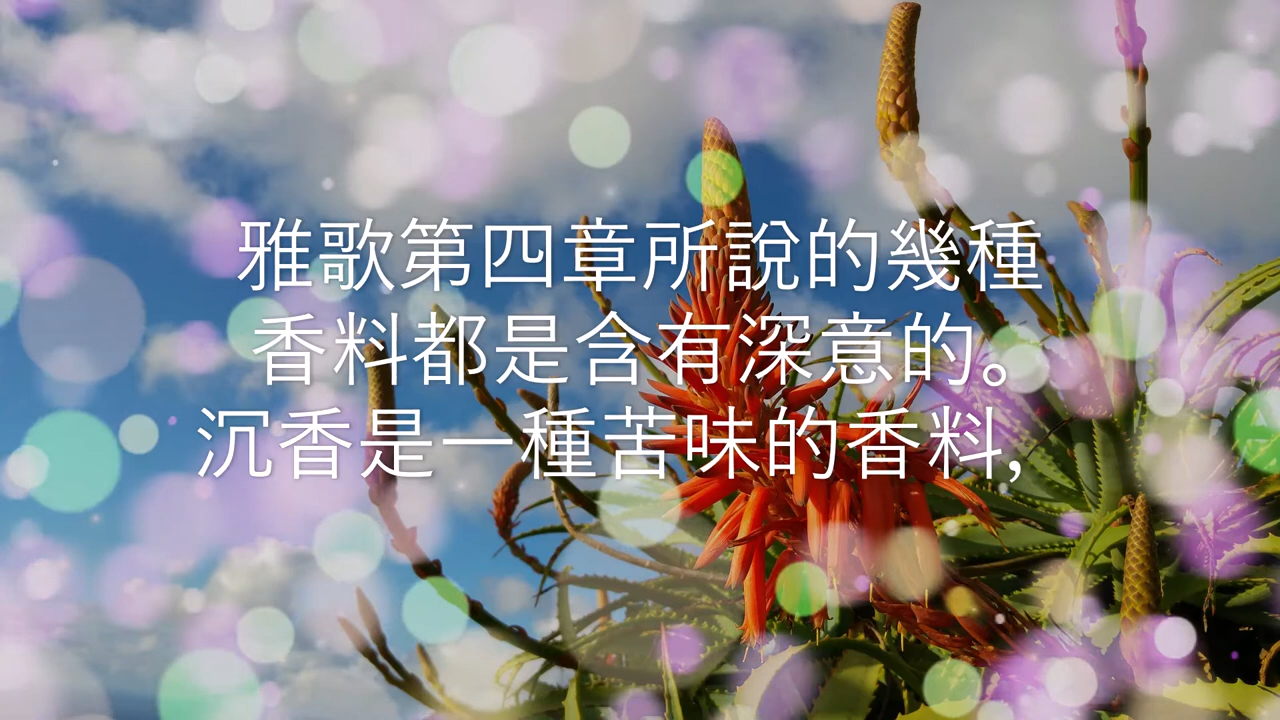 雅歌第四章所說的幾種
香料都是含有深意的。
沉香是一種苦味的香料,